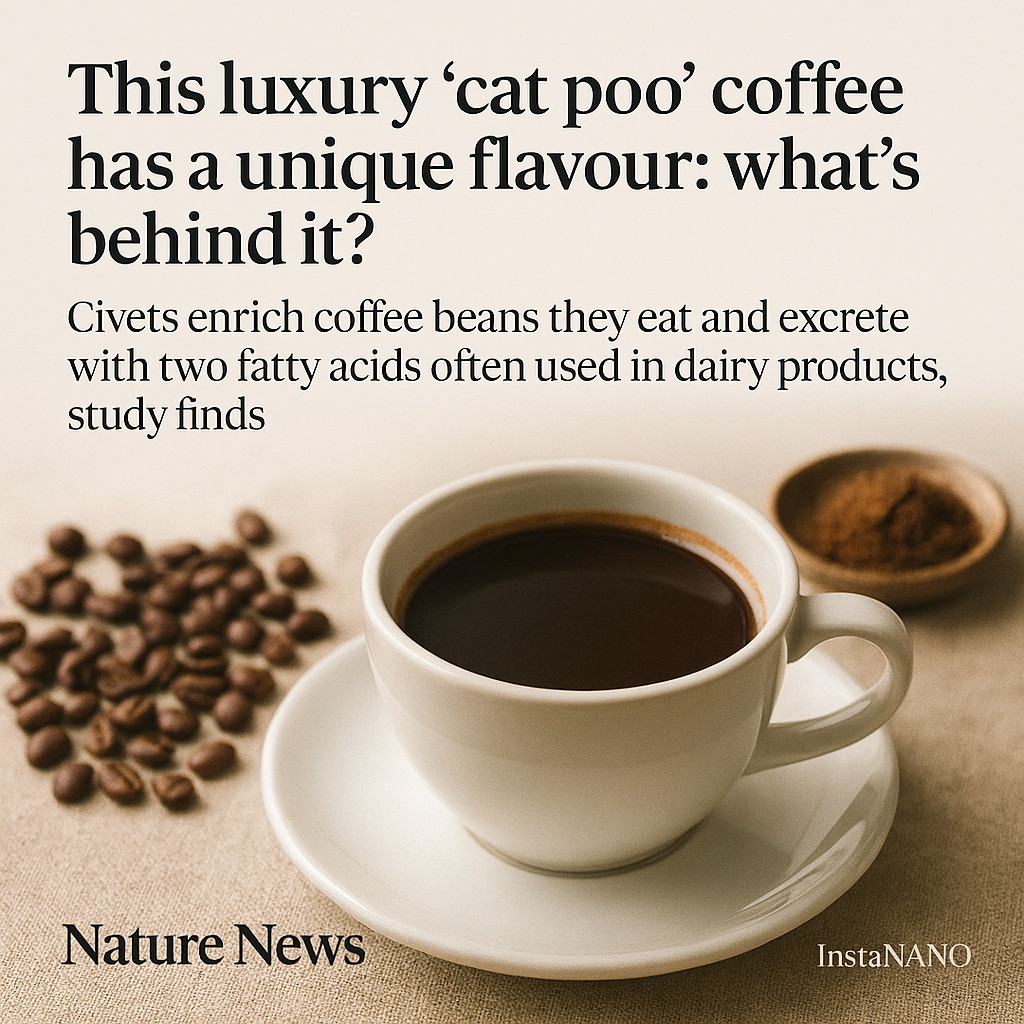 This luxury ‘cat poo’ coffee
has a unique flavour: what’s
behind it?
Civets enrich coffee beans they eat and excrete
with two fatty acids often used in dairy products,
study finds
Nature News
InstaNANO